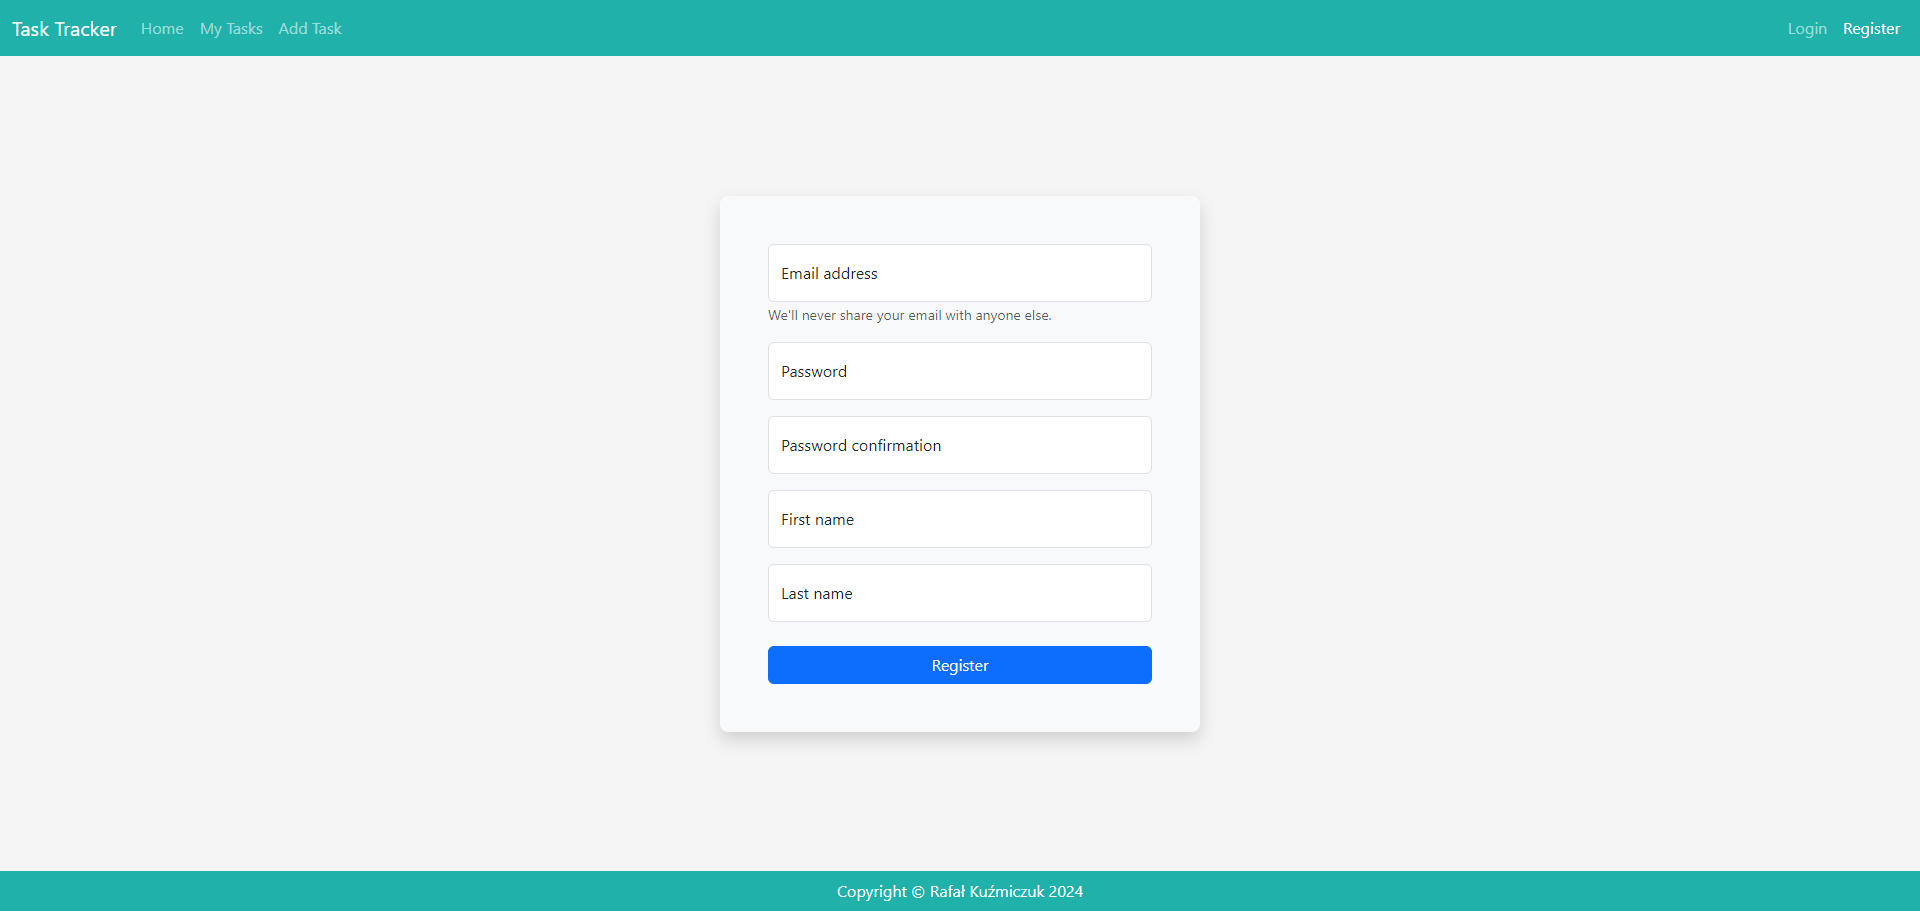 Task Tracker Home My Tasks Add Task Login Register
Email address
We'll never share your email with anyone else.
Password
Password confirmation
First name
Last name
Register
Copyright © Rafał Kuźmiczuk 2024